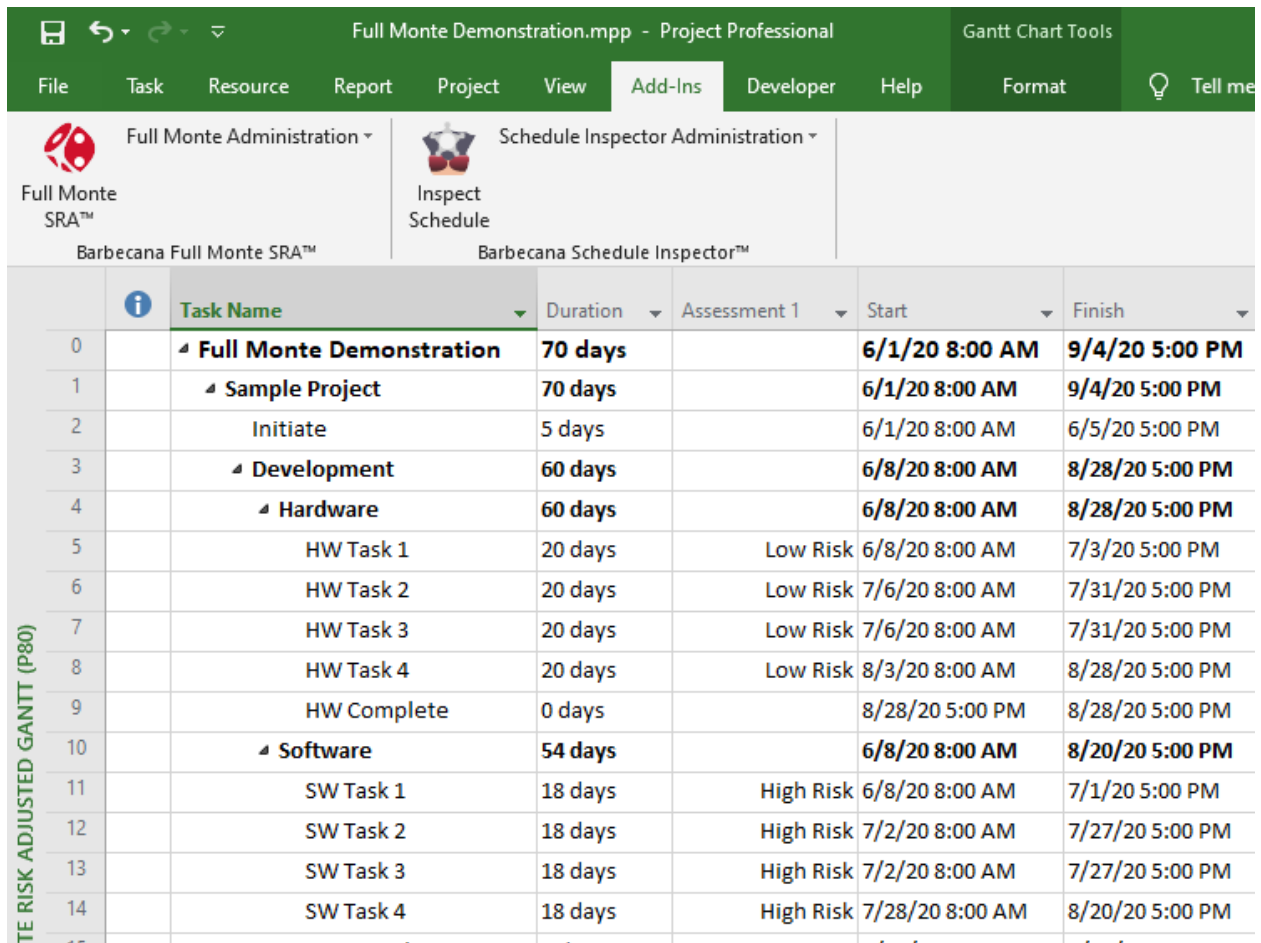 Full Monte Demonstration.mpp - Project Professional Gantt Chart Tools
File Task Resource Report Project View Add-Ins Developer Help Format Tell me
Full Monte SRA™
Full Monte Administration
Barbecana Full Monte SRA™
Inspect Schedule
Schedule Inspector Administration
Barbecana Schedule Inspector™
Task Name Duration Assessment 1 Start Finish
0 Full Monte Demonstration 70 days 6/1/20 8:00 AM 9/4/20 5:00 PM
1 Sample Project 70 days 6/1/20 8:00 AM 9/4/20 5:00 PM
2 Initiate 5 days 6/1/20 8:00 AM 6/5/20 5:00 PM
3 Development 60 days 6/8/20 8:00 AM 8/28/20 5:00 PM
4 Hardware 60 days 6/8/20 8:00 AM 8/28/20 5:00 PM
5 HW Task 1 20 days Low Risk 6/8/20 8:00 AM 7/3/20 5:00 PM
6 HW Task 2 20 days Low Risk 7/6/20 8:00 AM 7/31/20 5:00 PM
7 HW Task 3 20 days Low Risk 7/6/20 8:00 AM 7/31/20 5:00 PM
8 HW Task 4 20 days Low Risk 8/3/20 8:00 AM 8/28/20 5:00 PM
9 HW Complete 0 days 8/28/20 5:00 PM 8/28/20 5:00 PM
10 Software 54 days 6/8/20 8:00 AM 8/20/20 5:00 PM
11 SW Task 1 18 days High Risk 6/8/20 8:00 AM 7/1/20 5:00 PM
12 SW Task 2 18 days High Risk 7/2/20 8:00 AM 7/27/20 5:00 PM
13 SW Task 3 18 days High Risk 7/2/20 8:00 AM 7/27/20 5:00 PM
14 SW Task 4 18 days High Risk 7/28/20 8:00 AM 8/20/20 5:00 PM
TE RISK ADJUSTED GANTT (P80)